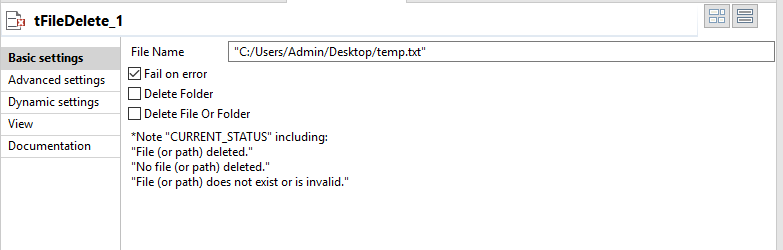 tFileDelete_1
Basic settings
Advanced settings
Dynamic settings
View
Documentation
File Name "C:/Users/Admin/Desktop/temp.txt"
Fail on error
Delete Folder
Delete File Or Folder
*Note "CURRENT_STATUS" including:
"File (or path) deleted."
"No file (or path) deleted."
"File (or path) does not exist or is invalid."